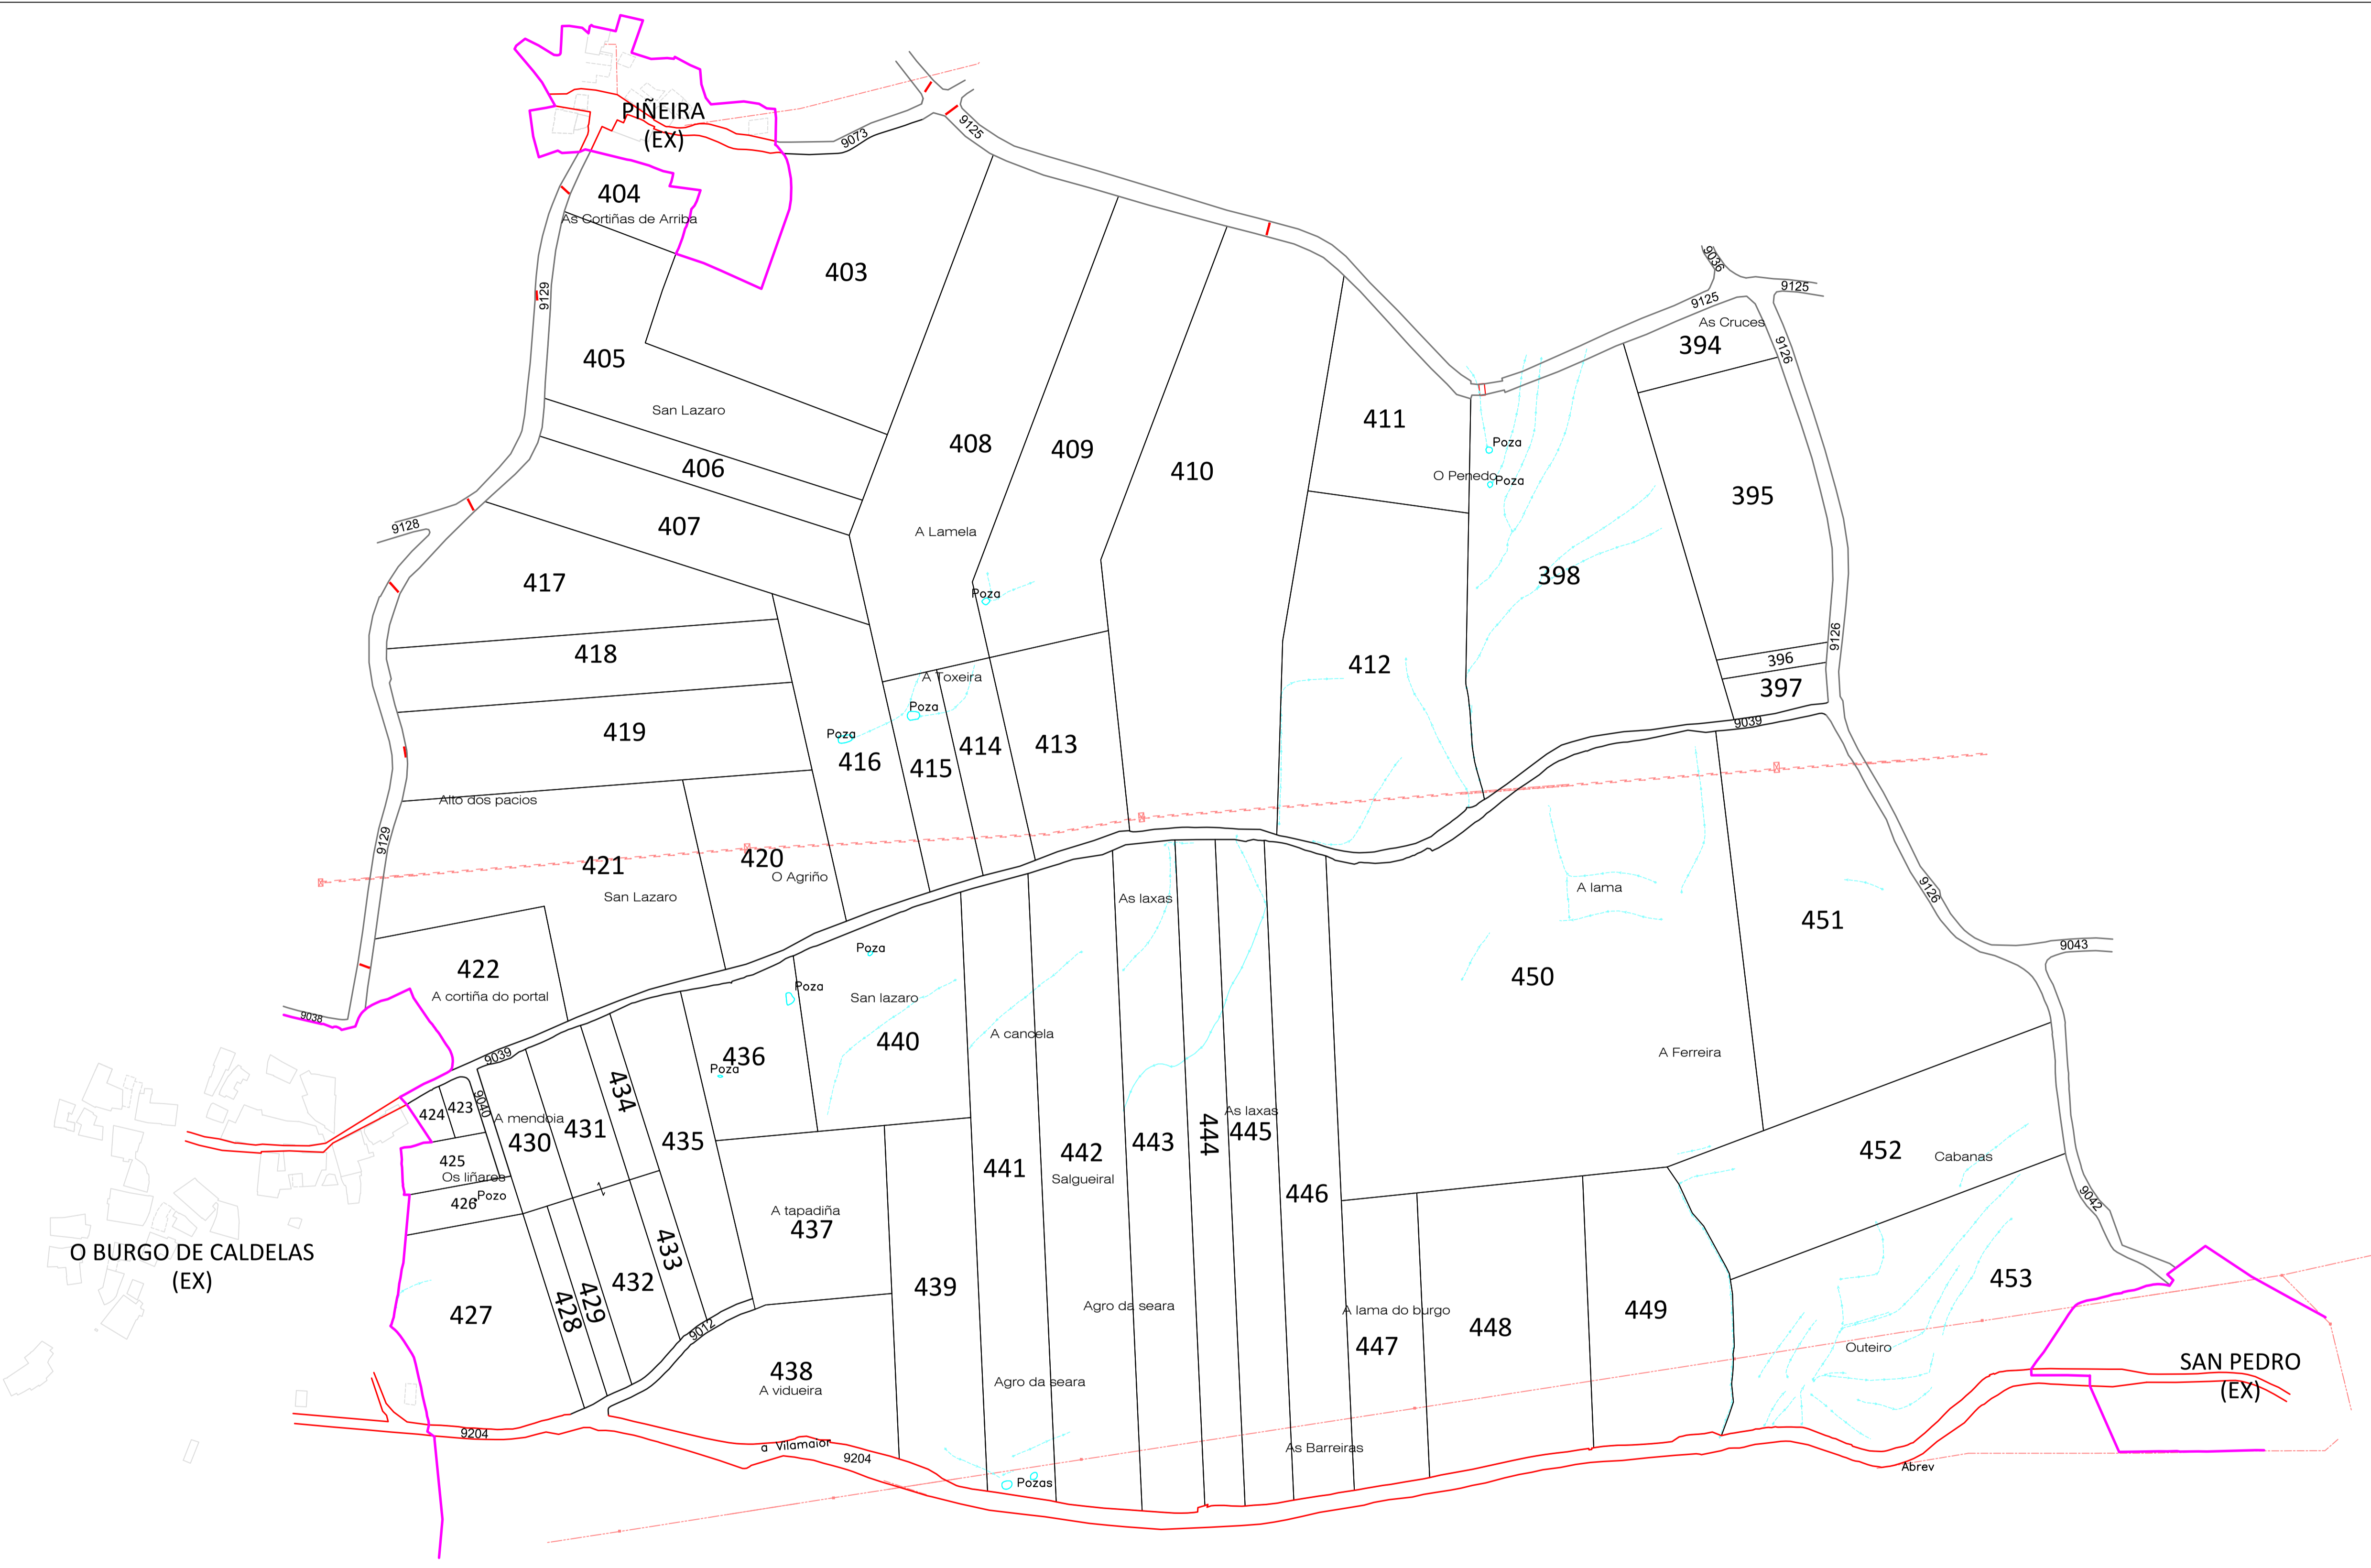 PIÑEIRA
(EX)
9073
9125
404
As Cortiñas de Arriba
403
9036
9125
9125
As Cruces
394
9126
9129
405
San Lazaro
411
408
409
410
Poza
O Penedo
Poza
395
406
407
9128
A Lamela
417
398
Poza
418
9126
396
397
412
A Toxeira
Poza
9039
419
Poza
416
415
414
413
Alto dos pacios
9129
421
420
O Agriño
San Lazaro
As laxas
A lama
9126
451
9043
422
A cortiña do portal
Poza
Poza
San lazaro
450
9038
9039
440
A cancela
436
Poza
A Ferreira
434
424
423
9040
A mendoia
430
431
435
425
Os liñares
426
Pozo
441
442
Salgueiral
443
444
As laxas
445
446
452
Cabanas
9042
A tapadiña
437
O BURGO DE CALDELAS
(EX)
433
432
429
428
427
439
Agro da seara
A lama do burgo
447
448
449
453
9012
Outeiro
SAN PEDRO
(EX)
438
A vidueira
Agro da seara
9204
a Vilamaior
9204
As Barreiras
Pozas
Abrev